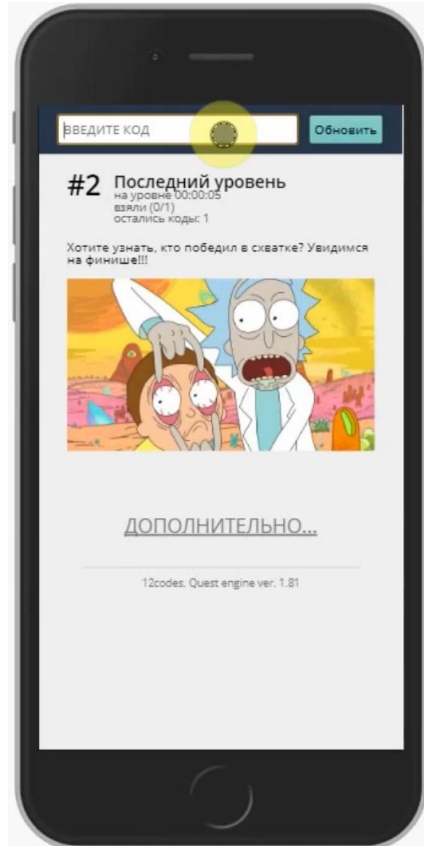 ВВЕДИТЕ КОД
Обновить
#2 Последний уровень
на уровне 00:00:05
взяли (0/1)
остались коды: 1
Хотите узнать, кто победил в схватке? Увидимся
на финише!!!
ДОПОЛНИТЕЛЬНО...
12codes. Quest engine ver. 1.81